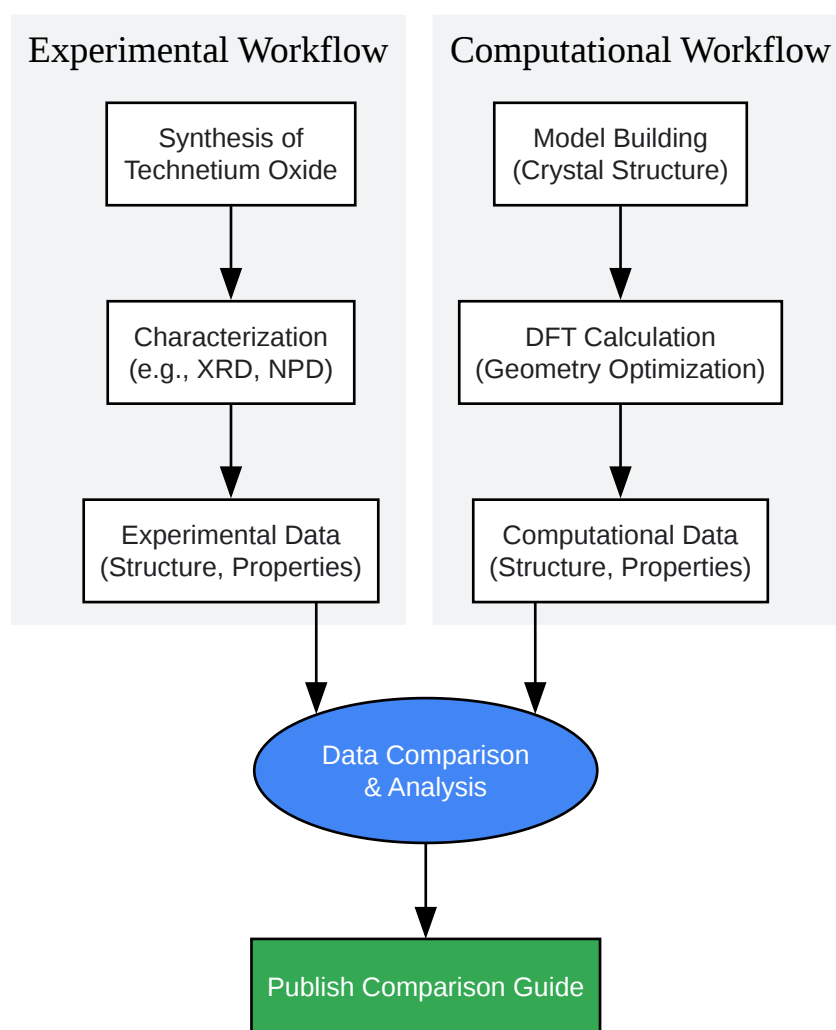 Experimental Workflow
Synthesis of
Technetium Oxide
Characterization
(e.g., XRD, NPD)
Experimental Data
(Structure, Properties)
Computational Workflow
Model Building
(Crystal Structure)
DFT Calculation
(Geometry Optimization)
Computational Data
(Structure, Properties)
Data Comparison
& Analysis
Publish Comparison Guide